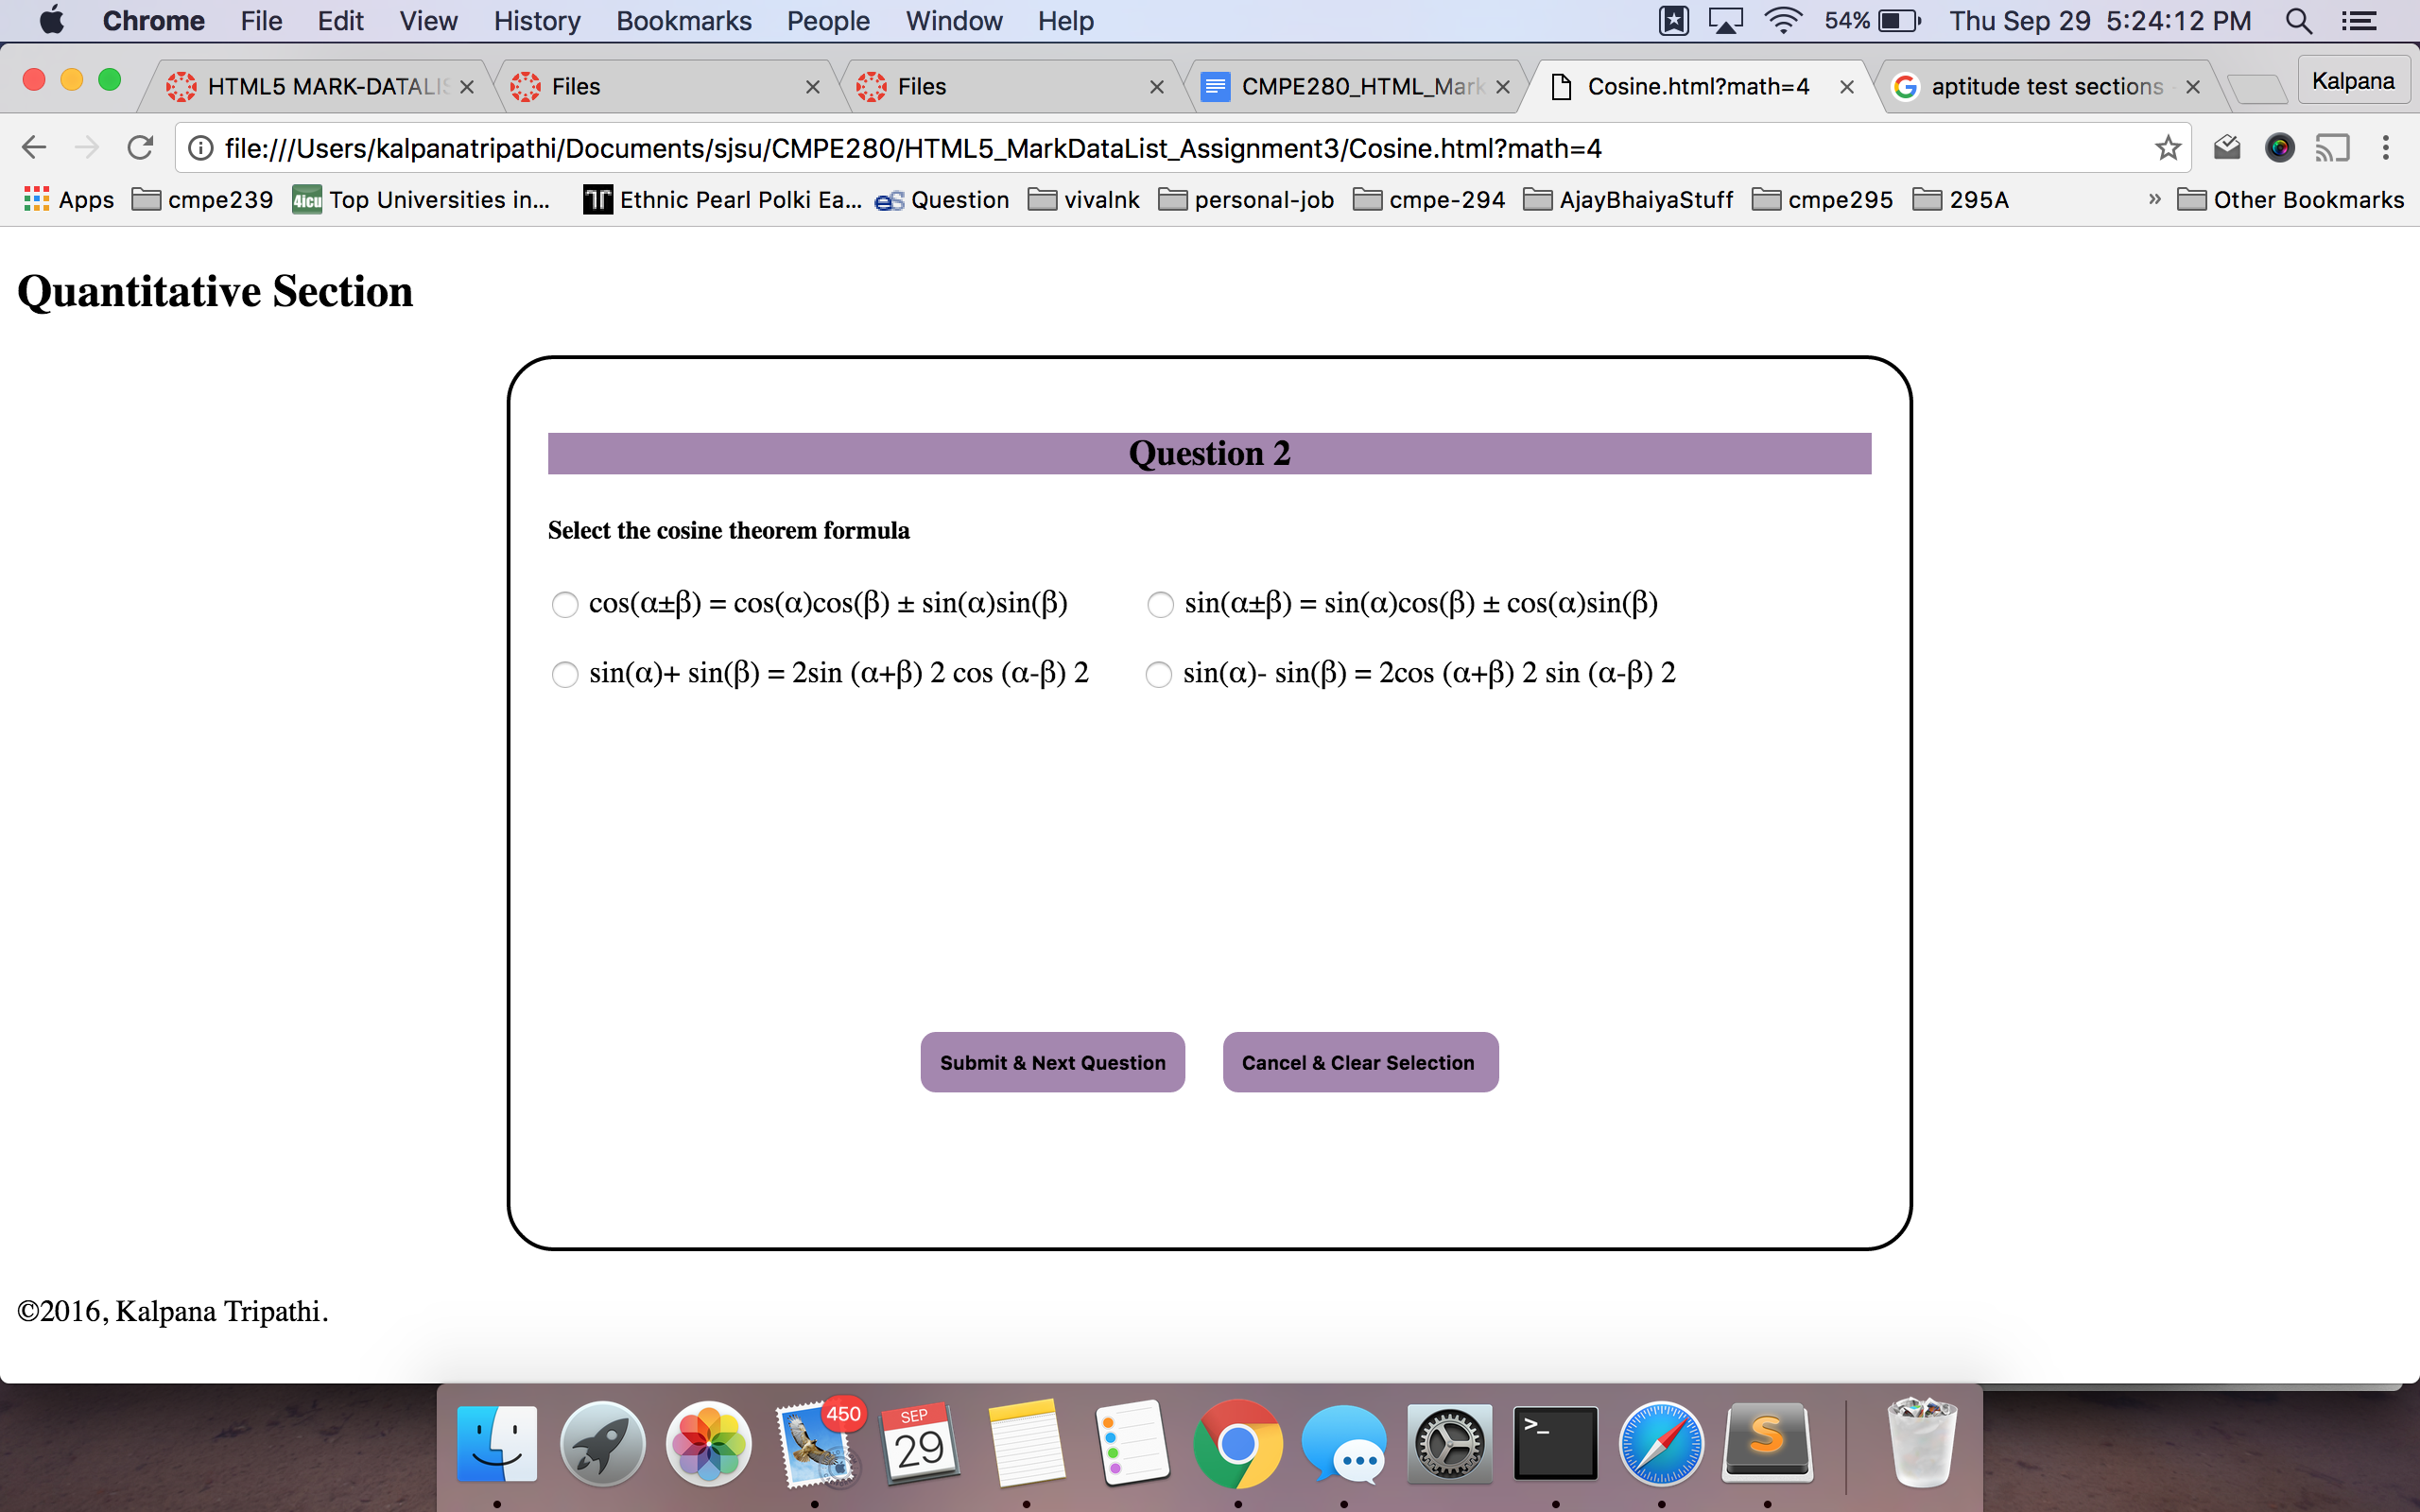 Chrome File Edit View History Bookmarks People Window Help 54% Thu Sep 29 5:24:12 PM
HTML5 MARK-DATALIS Files Files CMPE280_HTML_Mark Cosine.html?math=4 aptitude test sections Kalpana
file:///Users/kalpanatripathi/Documents/sjsu/CMPE280/HTML5_MarkDataList_Assignment3/Cosine.html?math=4
Apps cmpe239 4icu Top Universities in... Ethnic Pearl Polki Ea... eS Question vivalnk personal-job cmpe-294 AjayBhaiyaStuff cmpe295 295A » Other Bookmarks
Quantitative Section
Question 2
Select the cosine theorem formula
cos(α±β) = cos(α)cos(β) ± sin(α)sin(β) sin(α±β) = sin(α)cos(β) ± cos(α)sin(β)
sin(α)+ sin(β) = 2sin (α+β) 2 cos (α-β) 2 sin(α)- sin(β) = 2cos (α+β) 2 sin (α-β) 2
Submit & Next Question Cancel & Clear Selection
©2016, Kalpana Tripathi.
450 SEP
29 >_ S